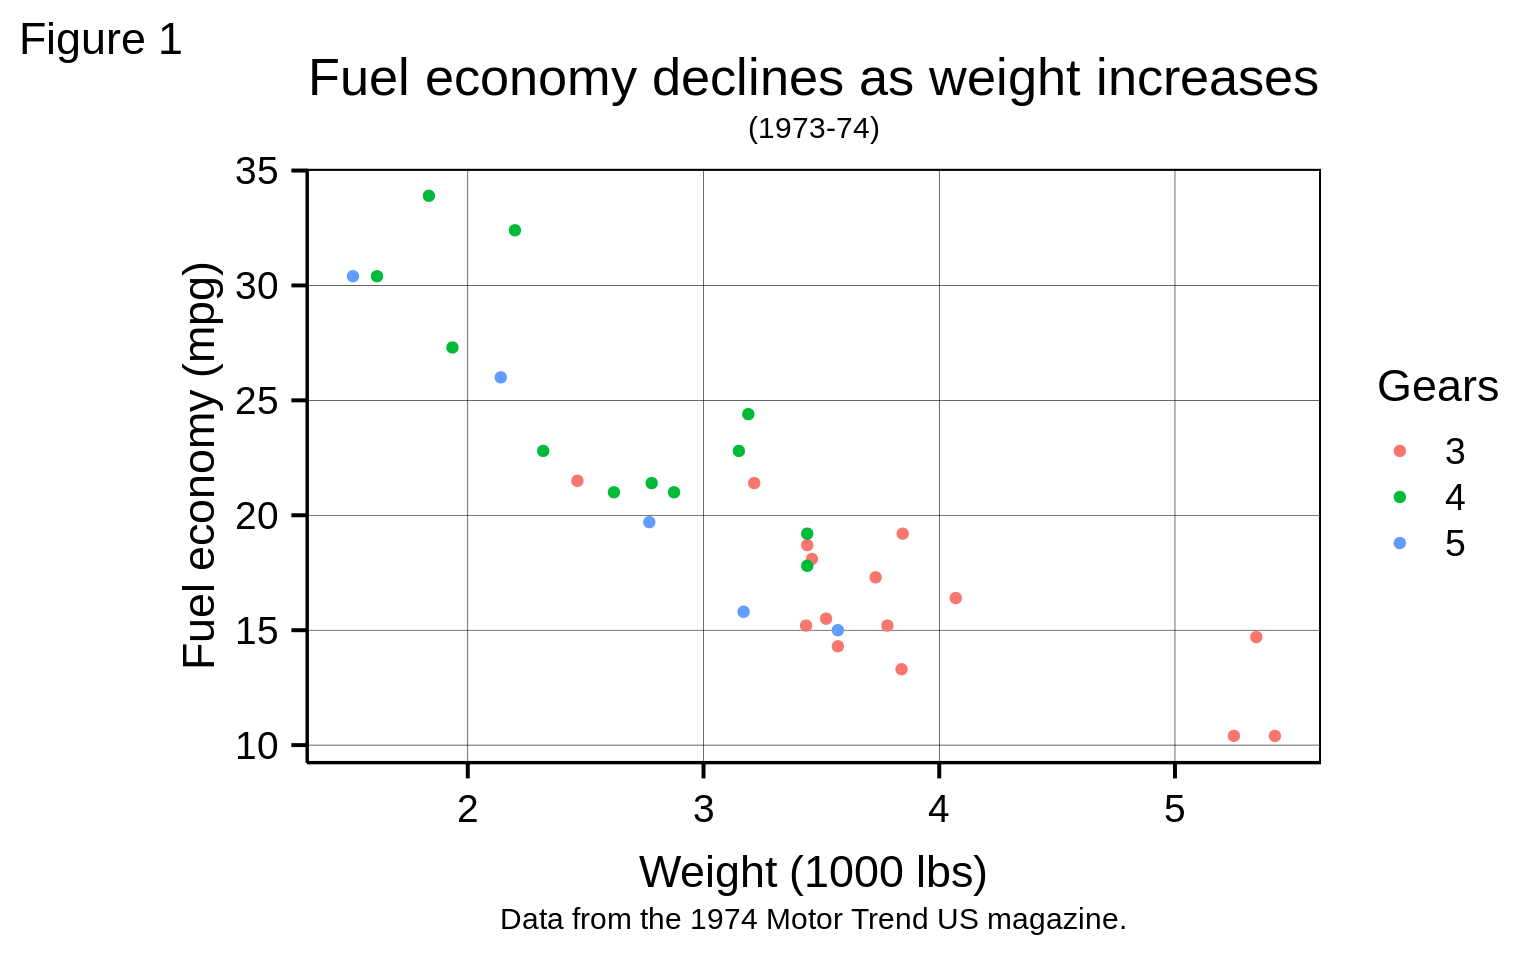 Figure 1
Fuel economy declines as weight increases
(1973-74)
Fuel economy (mpg)
35
30
25
20
15
10
2
3
4
5
Weight (1000 lbs)
Data from the 1974 Motor Trend US magazine.
Gears
3
4
5